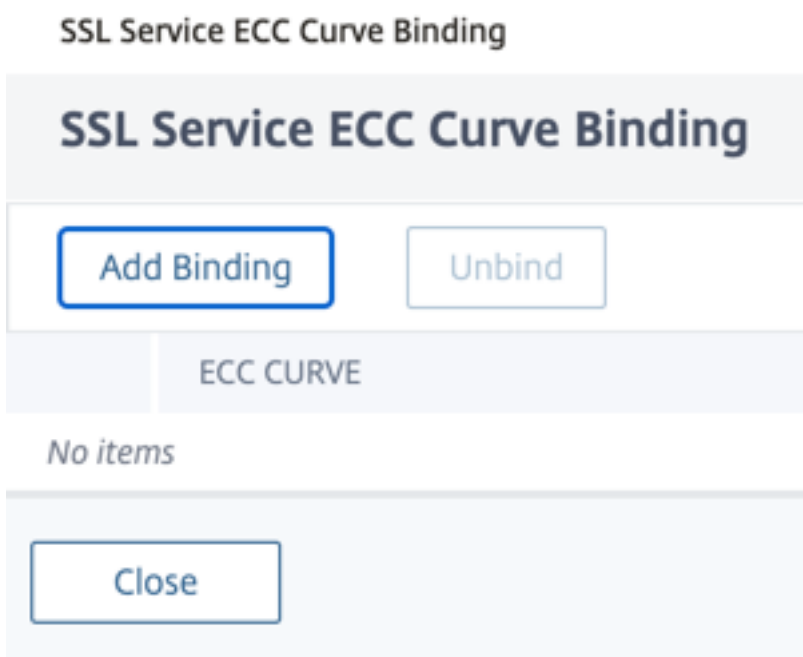 SSL Service ECC Curve Binding
SSL Service ECC Curve Binding
Add Binding Unbind
ECC CURVE
No items
Close